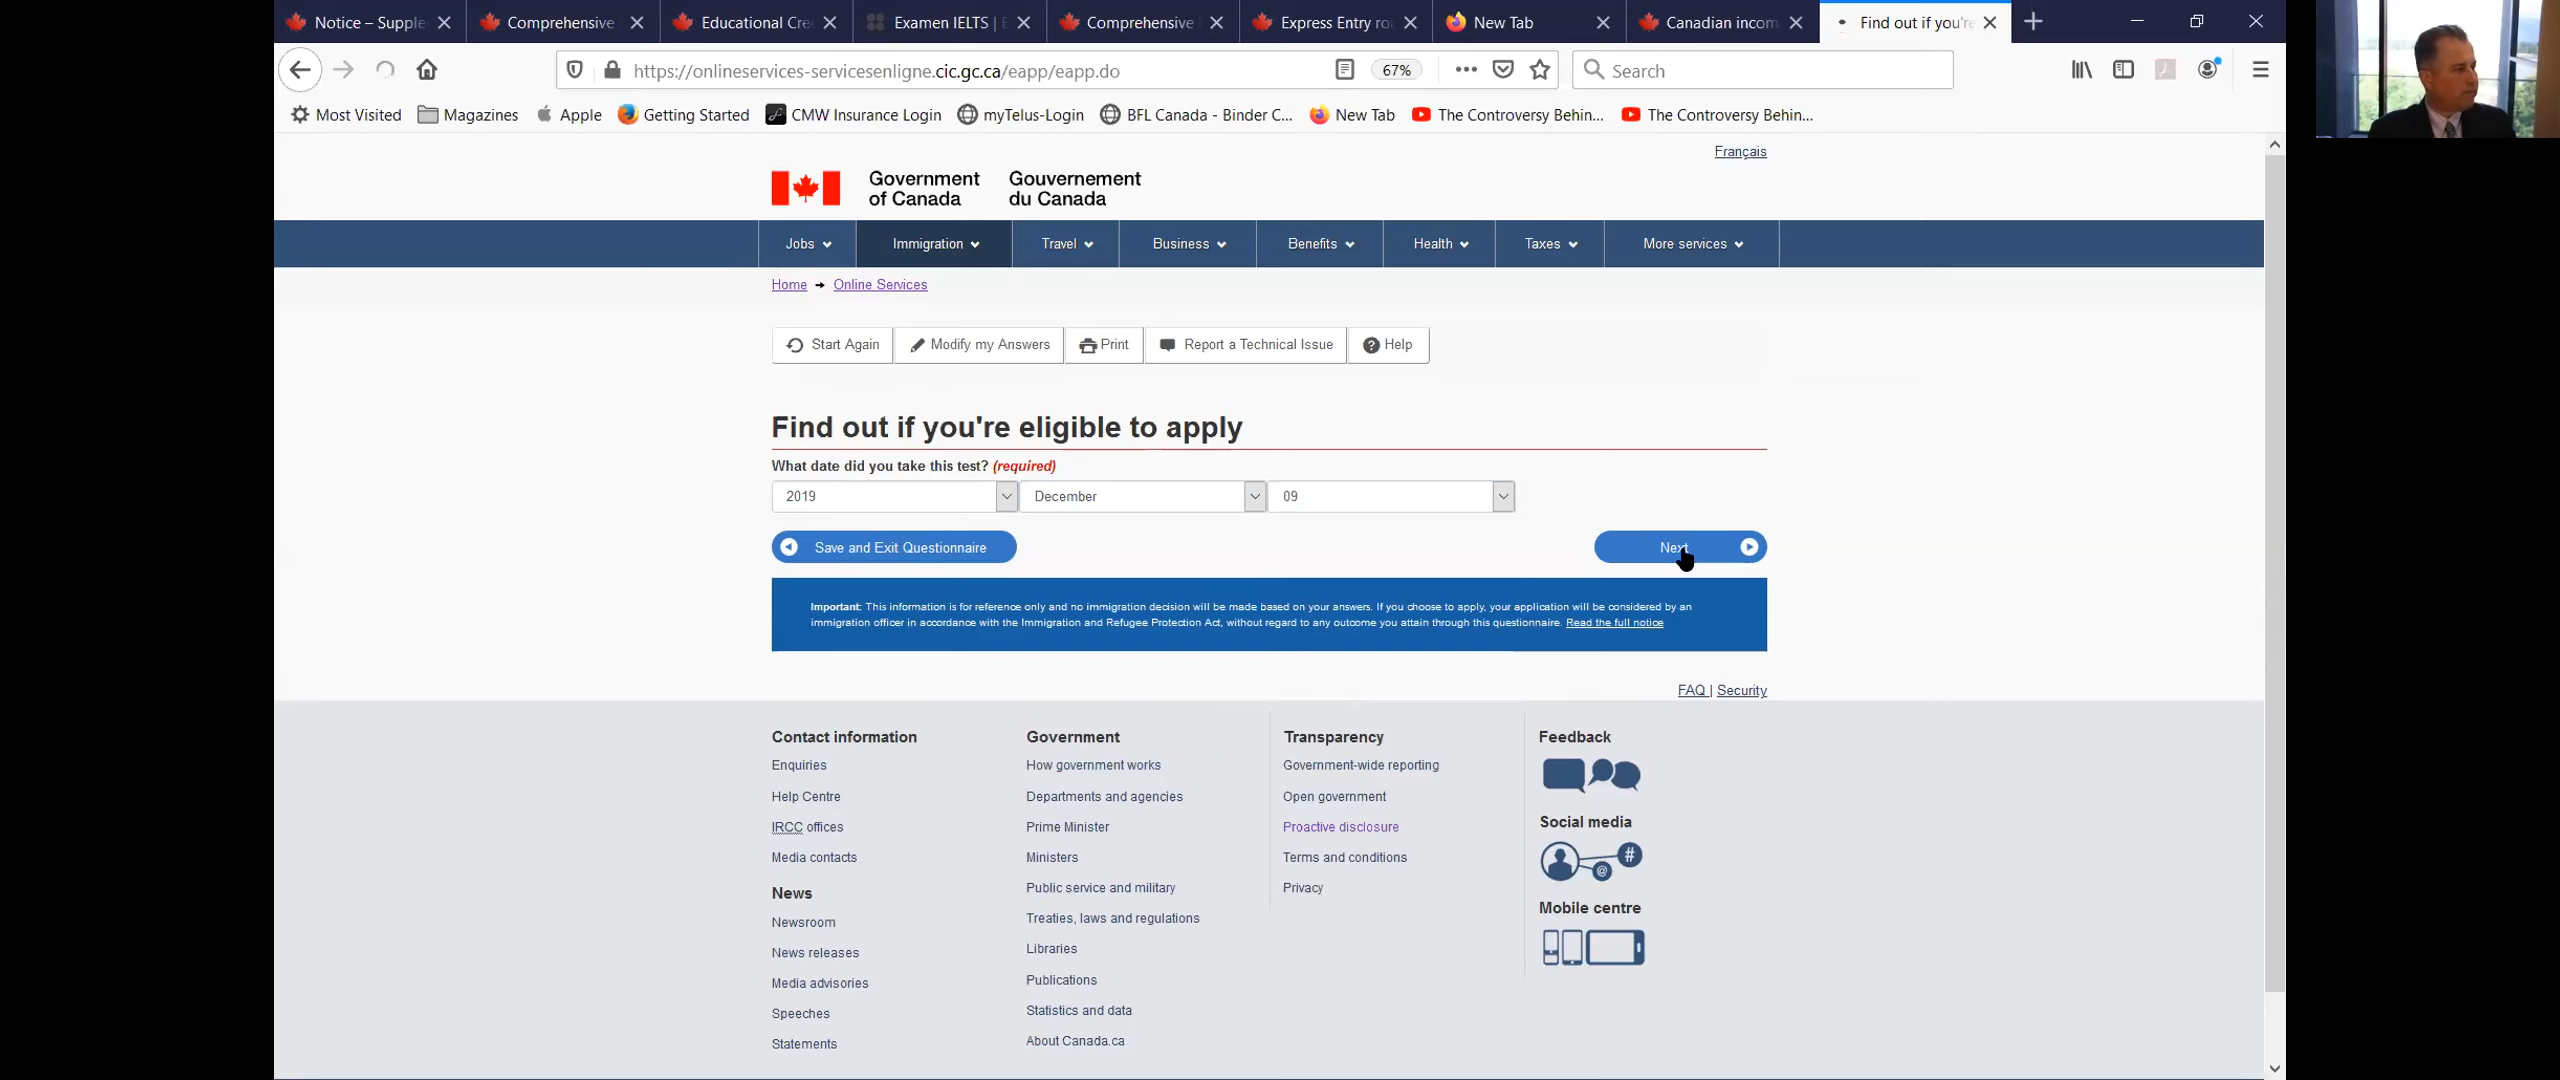 Notice – Supple
Comprehensive
Educational Cre
Examen IELTS | E
Comprehensive
Express Entry ro
New Tab
Canadian incom
Find out if you're
https://onlineservices-servicesenligne.cic.gc.ca/eapp/eapp.do
67%
Search
Most Visited
Magazines
Apple
Getting Started
CMW Insurance Login
myTelus-Login
BFL Canada - Binder C...
New Tab
The Controversy Behin...
The Controversy Behin...
Français
Government of Canada
Gouvernement du Canada
Jobs
Immigration
Travel
Business
Benefits
Health
Taxes
More services
Home
Online Services
Start Again
Modify my Answers
Print
Report a Technical Issue
Help
Find out if you're eligible to apply
What date did you take this test? (required)
2019
December
09
Save and Exit Questionnaire
Next
Important: This information is for reference only and no immigration decision will be made based on your answers. If you choose to apply, your application will be considered by an
immigration officer in accordance with the Immigration and Refugee Protection Act, without regard to any outcome you attain through this questionnaire. Read the full notice
FAQ | Security
Contact information
Enquiries
Help Centre
IRCC offices
Media contacts
News
Newsroom
News releases
Media advisories
Speeches
Statements
Government
How government works
Departments and agencies
Prime Minister
Ministers
Public service and military
Treaties, laws and regulations
Libraries
Publications
Statistics and data
About Canada.ca
Transparency
Government-wide reporting
Open government
Proactive disclosure
Terms and conditions
Privacy
Feedback
Social media
#
@
Mobile centre